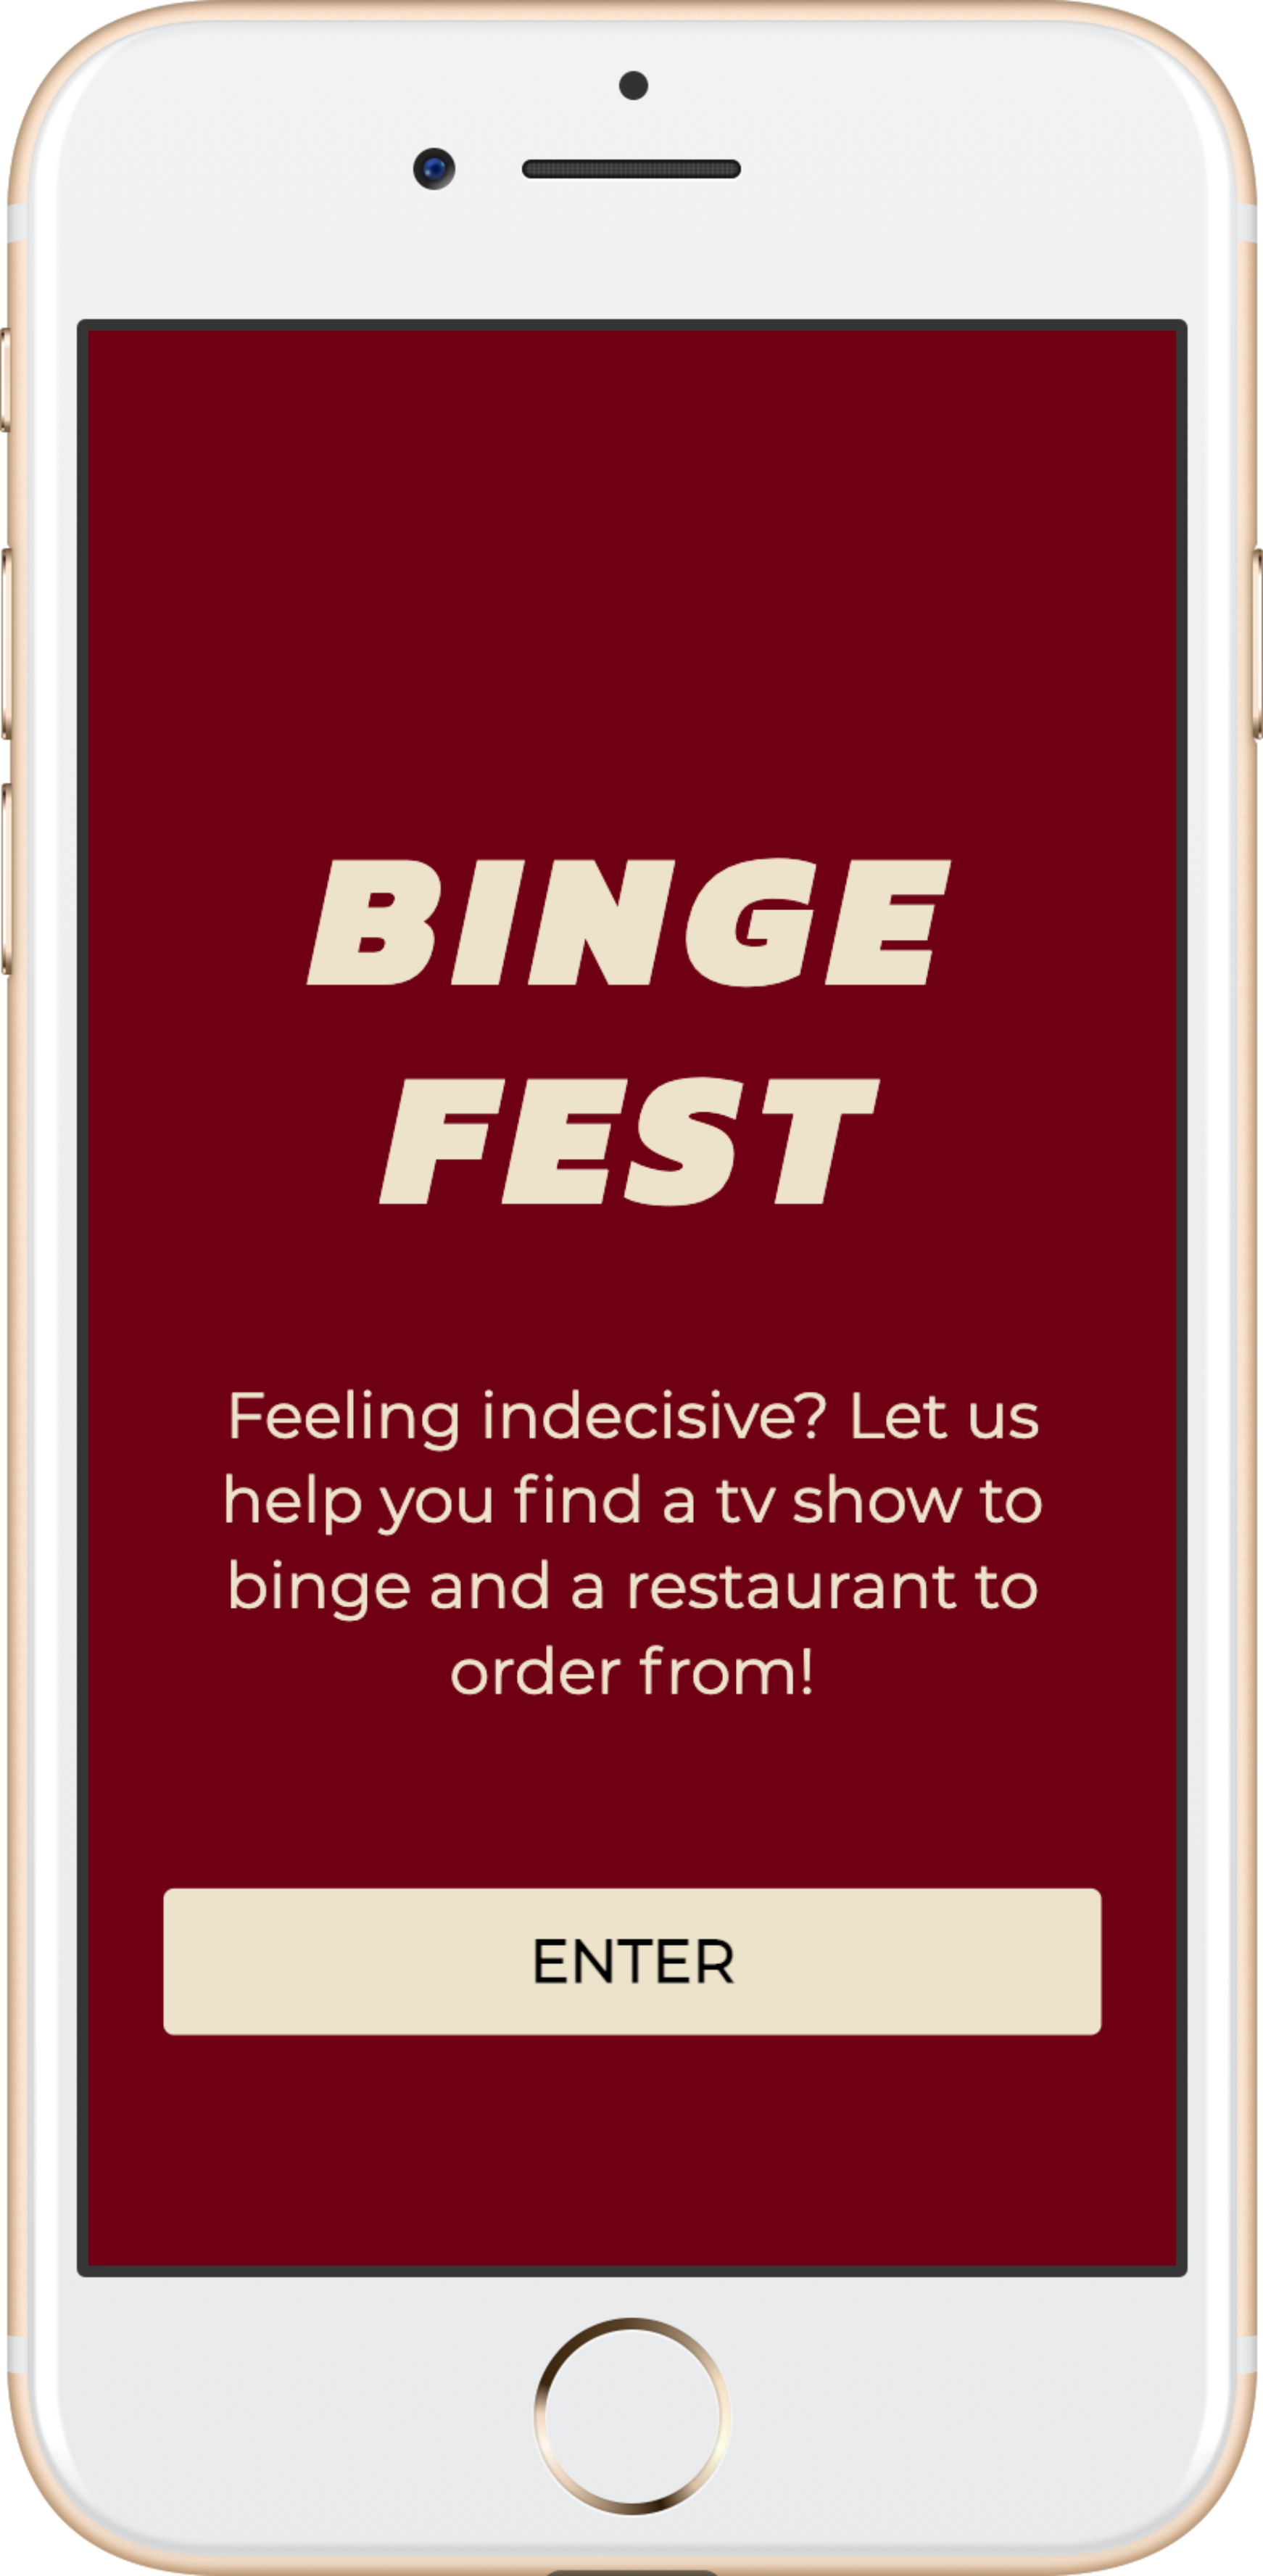 BINGE
FEST
Feeling indecisive? Let us
help you find a tv show to
binge and a restaurant to
order from!
ENTER